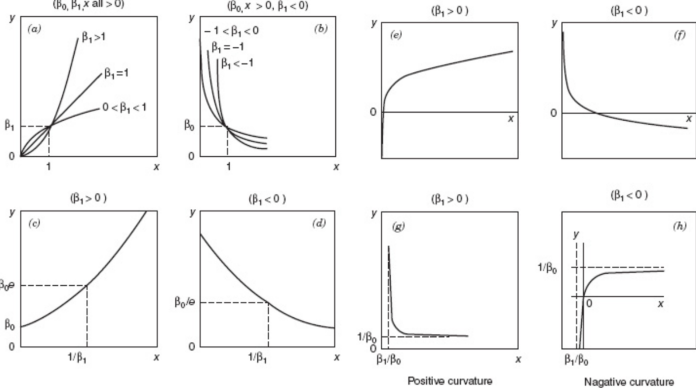 (β₀, β₁,x all > 0)
y
(a)
β₁>1
β₁=1
0 <β₁< 1
β₁
0
1
x
(β₀, x > 0, β₁< 0)
y
(b)
- 1 <β₁< 0
β₁= -1
β₁< -1
β₀
0
1
x
(β₁> 0 )
y
(e)
0
x
(β₁< 0 )
y
(f)
0
x
(β₁> 0 )
y
(c)
β₀e
β₀
0
1/β₁
x
(β₁< 0 )
y
(d)
β₀/e
0
1/β₁
x
(β₁> 0 )
y
(g)
1/β₀
0
β₁/β₀
x
Positive curvature
(β₁< 0 )
(h)
y
1/β₀
0
x
β₁/β₀
Nagative curvature